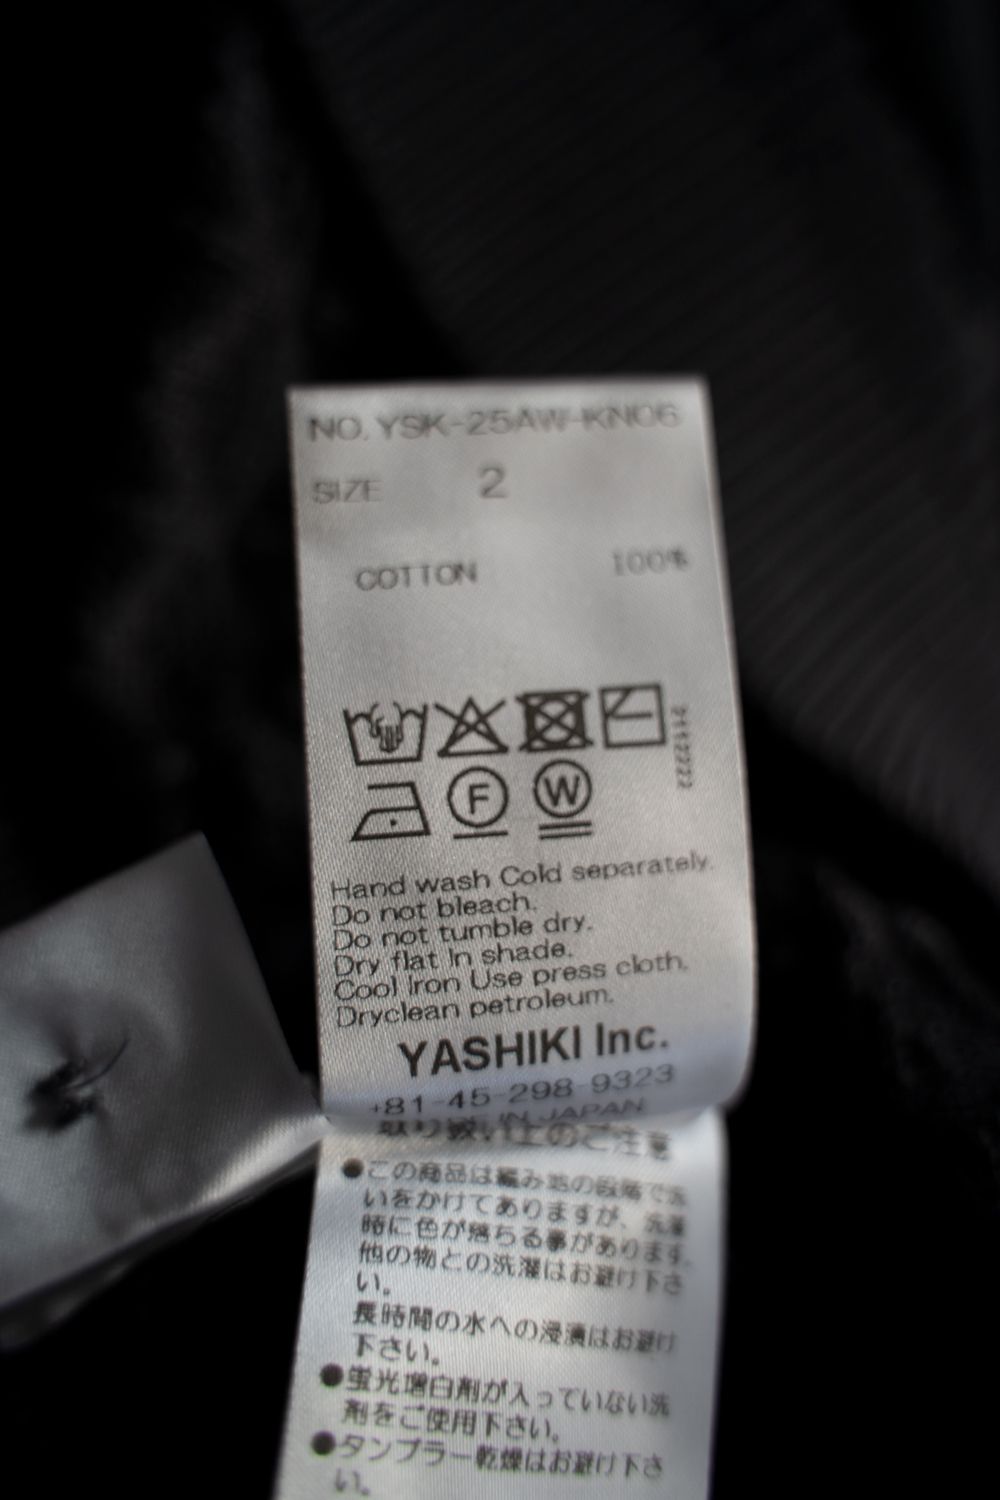 NO. YSK-25AW-KN06
SIZE 2
COTTON 100%
F W
Hand wash Cold separately.
Do not bleach.
Do not tumble dry.
Dry flat In shade.
Cool Iron Use press cloth.
Dryclean petroleum.
YASHIKI Inc.
+81-45-298-9323
IN JAPAN
取り扱い上のご注意
●この商品は編み地の段階で洗
いをかけてありますが、洗濯
時に色が落ちる事があります。
他の物との洗濯はお避け下さ
い。
長時間の水への浸漬はお避け
下さい。
●蛍光増白剤が入っていない洗
剤をご使用下さい。
●タンブラー乾燥はお避け下さ
い。